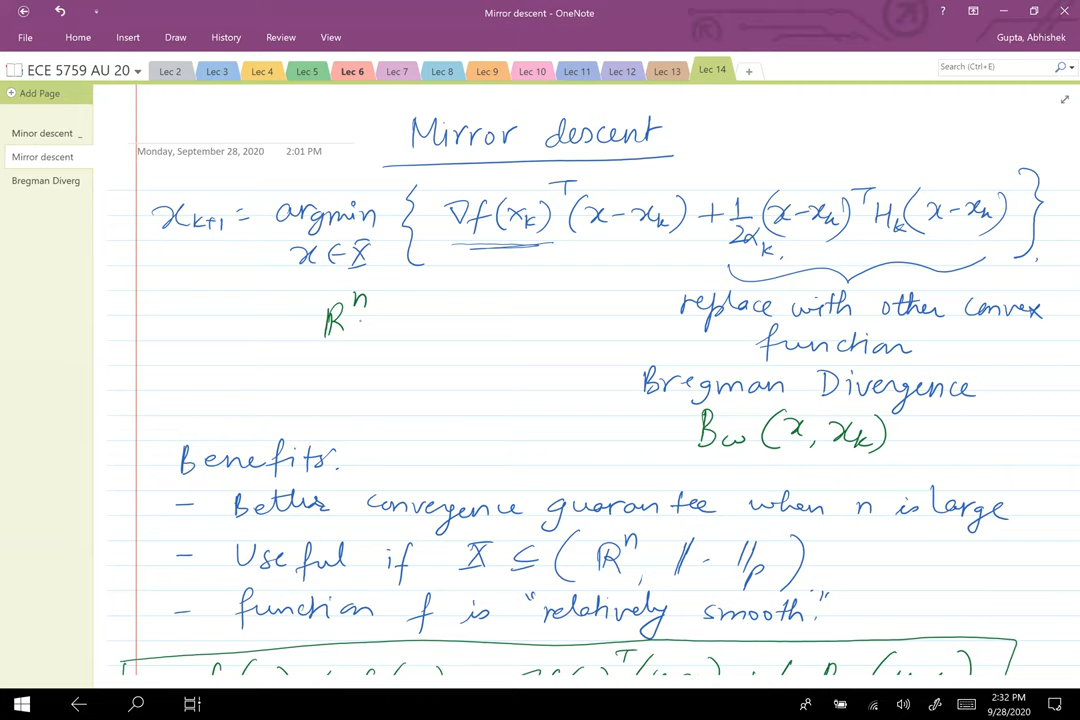 Mirror descent - OneNote
? Gupta, Abhishek
File Home Insert Draw History Review View
ECE 5759 AU 20 Lec 2 Lec 3 Lec 4 Lec 5 Lec 6 Lec 7 Lec 8 Lec 9 Lec 10 Lec 11 Lec 12 Lec 13 Lec 14 + Search (Ctrl+E)
Add Page
Minor descent _
Mirror descent
Bregman Diverg
Mirror descent
Monday, September 28, 2020 2:01 PM
x_{k+1} = argmin_{x ∈ X} { ∇f(x_k)^T (x - x_k) + 1/(2α_k) (x - x_k)^T H_k (x - x_k) }
R^n
replace with other convex
function
Bregman Divergence
B_ω (x, x_k)
Benefits.
- Better convergence guarantee when n is large
- Useful if X ⊆ (R^n, ‖·‖_p)
- function f is "relatively smooth."
2:32 PM
9/28/2020